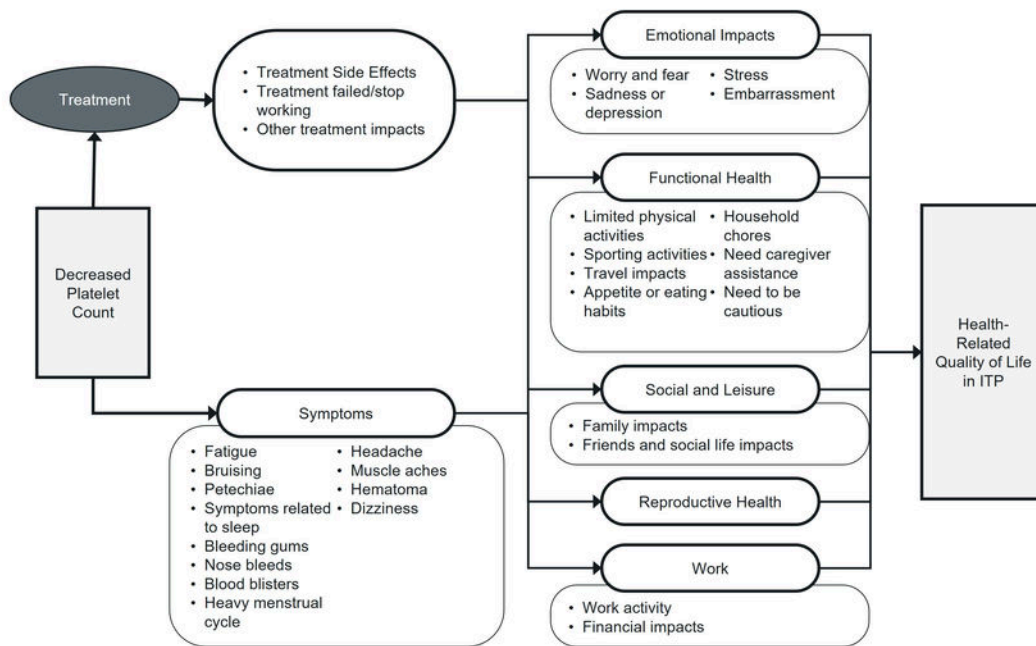 Treatment
• Treatment Side Effects
• Treatment failed/stop
working
• Other treatment impacts
Decreased
Platelet
Count
Symptoms
• Fatigue
• Bruising
• Petechiae
• Symptoms related
to sleep
• Bleeding gums
• Nose bleeds
• Blood blisters
• Heavy menstrual
cycle
• Headache
• Muscle aches
• Hematoma
• Dizziness
Emotional Impacts
• Worry and fear
• Sadness or
depression
• Stress
• Embarrassment
Functional Health
• Limited physical
activities
• Sporting activities
• Travel impacts
• Appetite or eating
habits
• Household
chores
• Need caregiver
assistance
• Need to be
cautious
Social and Leisure
• Family impacts
• Friends and social life impacts
Reproductive Health
Work
• Work activity
• Financial impacts
Health-
Related
Quality of Life
in ITP